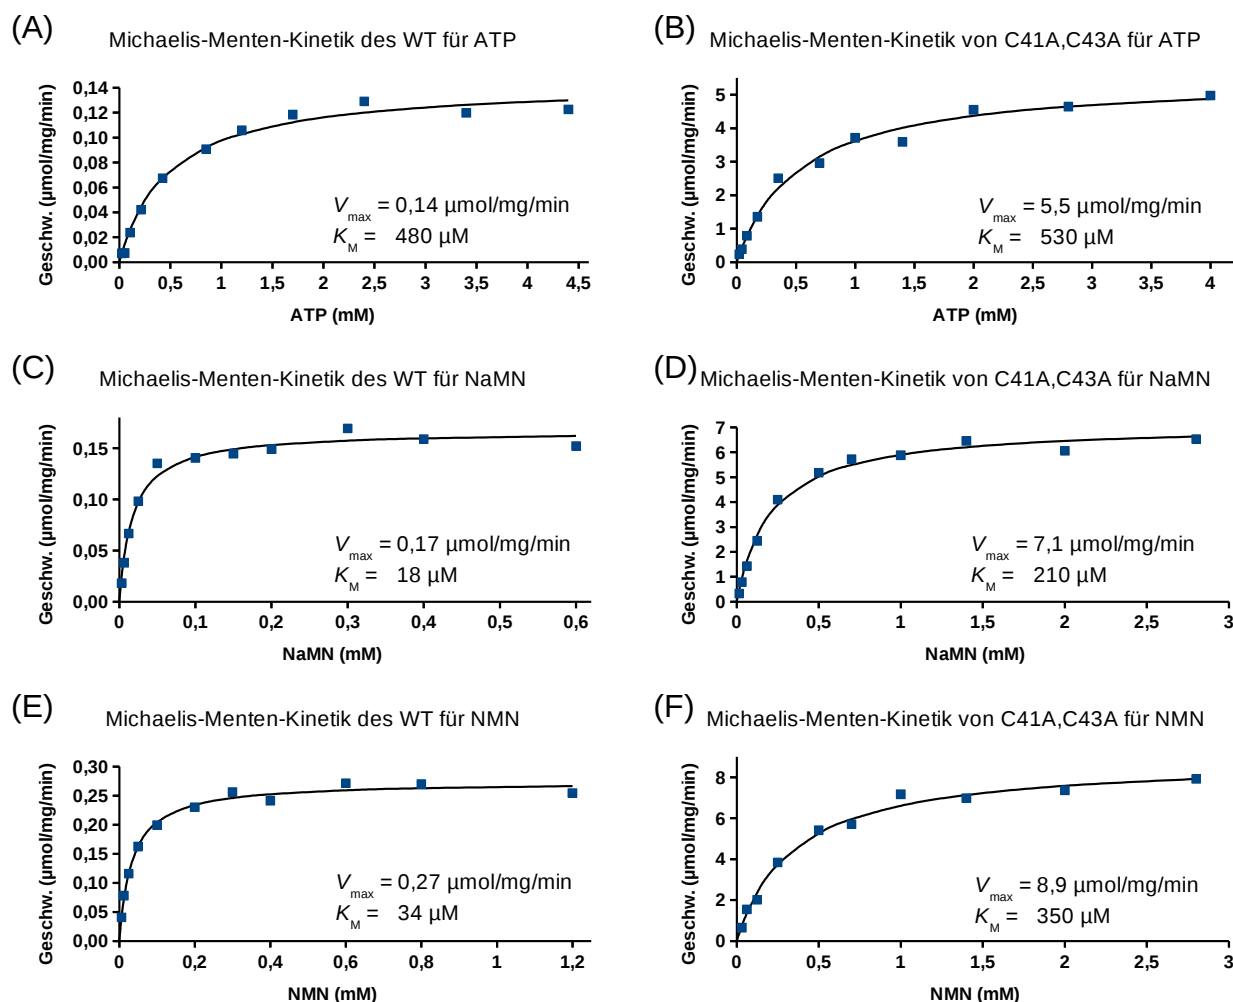 (A)
Michaelis-Menten-Kinetik des WT für ATP
Geschw. (µmol/mg/min)
0,14
0,12
0,10
0,08
0,06
0,04
0,02
0,00
V max = 0,14 µmol/mg/min
K M = 480 µM
0 0,5 1 1,5 2 2,5 3 3,5 4 4,5
ATP (mM)
(B)
Michaelis-Menten-Kinetik von C41A,C43A für ATP
Geschw. (µmol/mg/min)
5
4
3
2
1
0
V max = 5,5 µmol/mg/min
K M = 530 µM
0 0,5 1 1,5 2 2,5 3 3,5 4
ATP (mM)
(C)
Michaelis-Menten-Kinetik des WT für NaMN
Geschw. (µmol/mg/min)
0,15
0,10
0,05
0,00
V max = 0,17 µmol/mg/min
K M = 18 µM
0 0,1 0,2 0,3 0,4 0,5 0,6
NaMN (mM)
(D)
Michaelis-Menten-Kinetik von C41A,C43A für NaMN
Geschw. (µmol/mg/min)
7
6
5
4
3
2
1
0
V max = 7,1 µmol/mg/min
K M = 210 µM
0 0,5 1 1,5 2 2,5 3
NaMN (mM)
(E)
Michaelis-Menten-Kinetik des WT für NMN
Geschw. (µmol/mg/min)
0,30
0,25
0,20
0,15
0,10
0,05
0,00
V max = 0,27 µmol/mg/min
K M = 34 µM
0 0,2 0,4 0,6 0,8 1 1,2
NMN (mM)
(F)
Michaelis-Menten-Kinetik von C41A,C43A für NMN
Geschw. (µmol/mg/min)
8
6
4
2
0
V max = 8,9 µmol/mg/min
K M = 350 µM
0 0,5 1 1,5 2 2,5 3
NMN (mM)